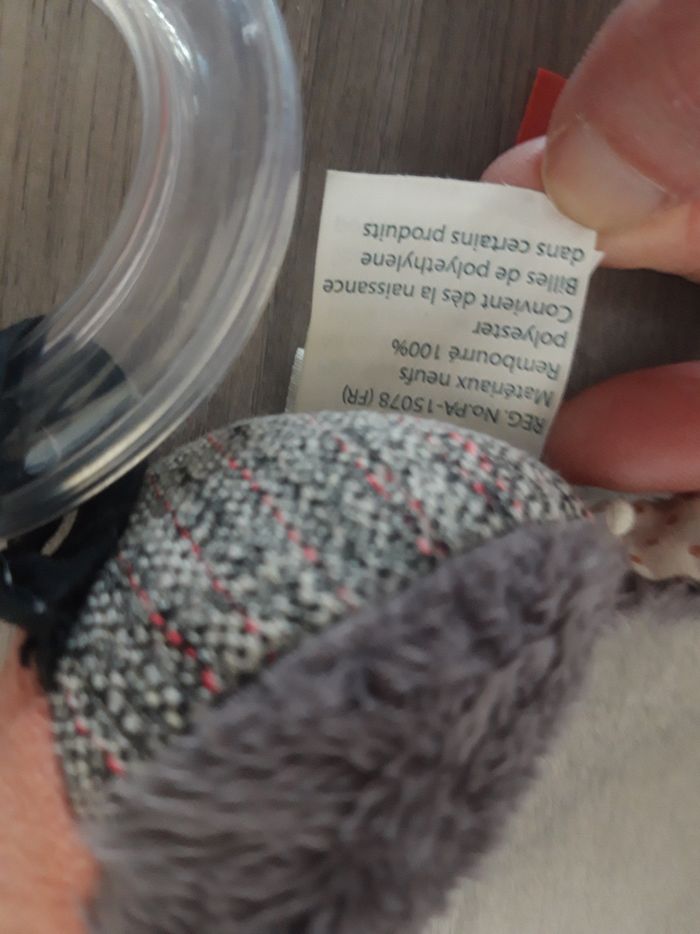 REG. No.PA-15078 (FR)
Matériaux neufs
Rembourré 100%
polyester
Convient dès la naissance
Billes de polyethylene
dans certains produits